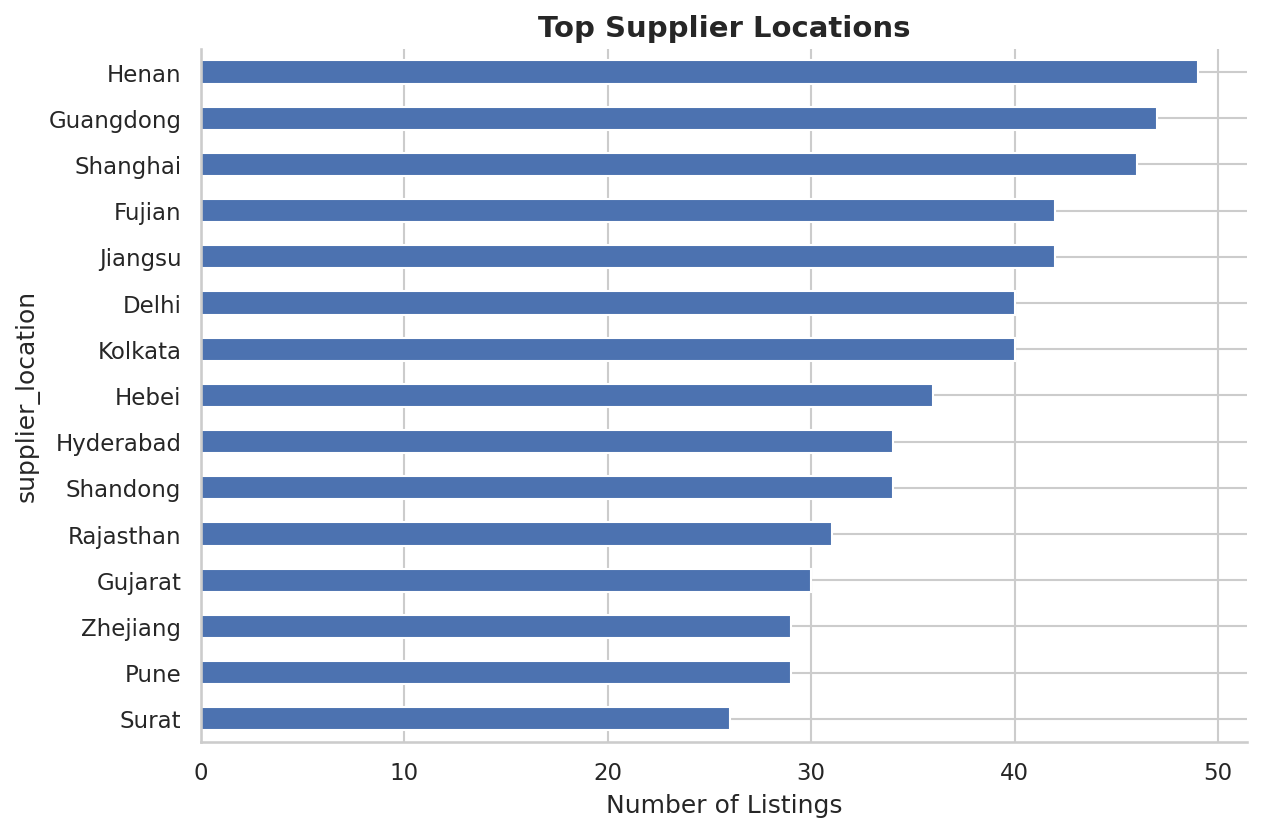 Top Supplier Locations
Henan
Guangdong
Shanghai
Fujian
Jiangsu
Delhi
Kolkata
Hebei
Hyderabad
Shandong
Rajasthan
Gujarat
Zhejiang
Pune
Surat
supplier_location
0 10 20 30 40 50
Number of Listings